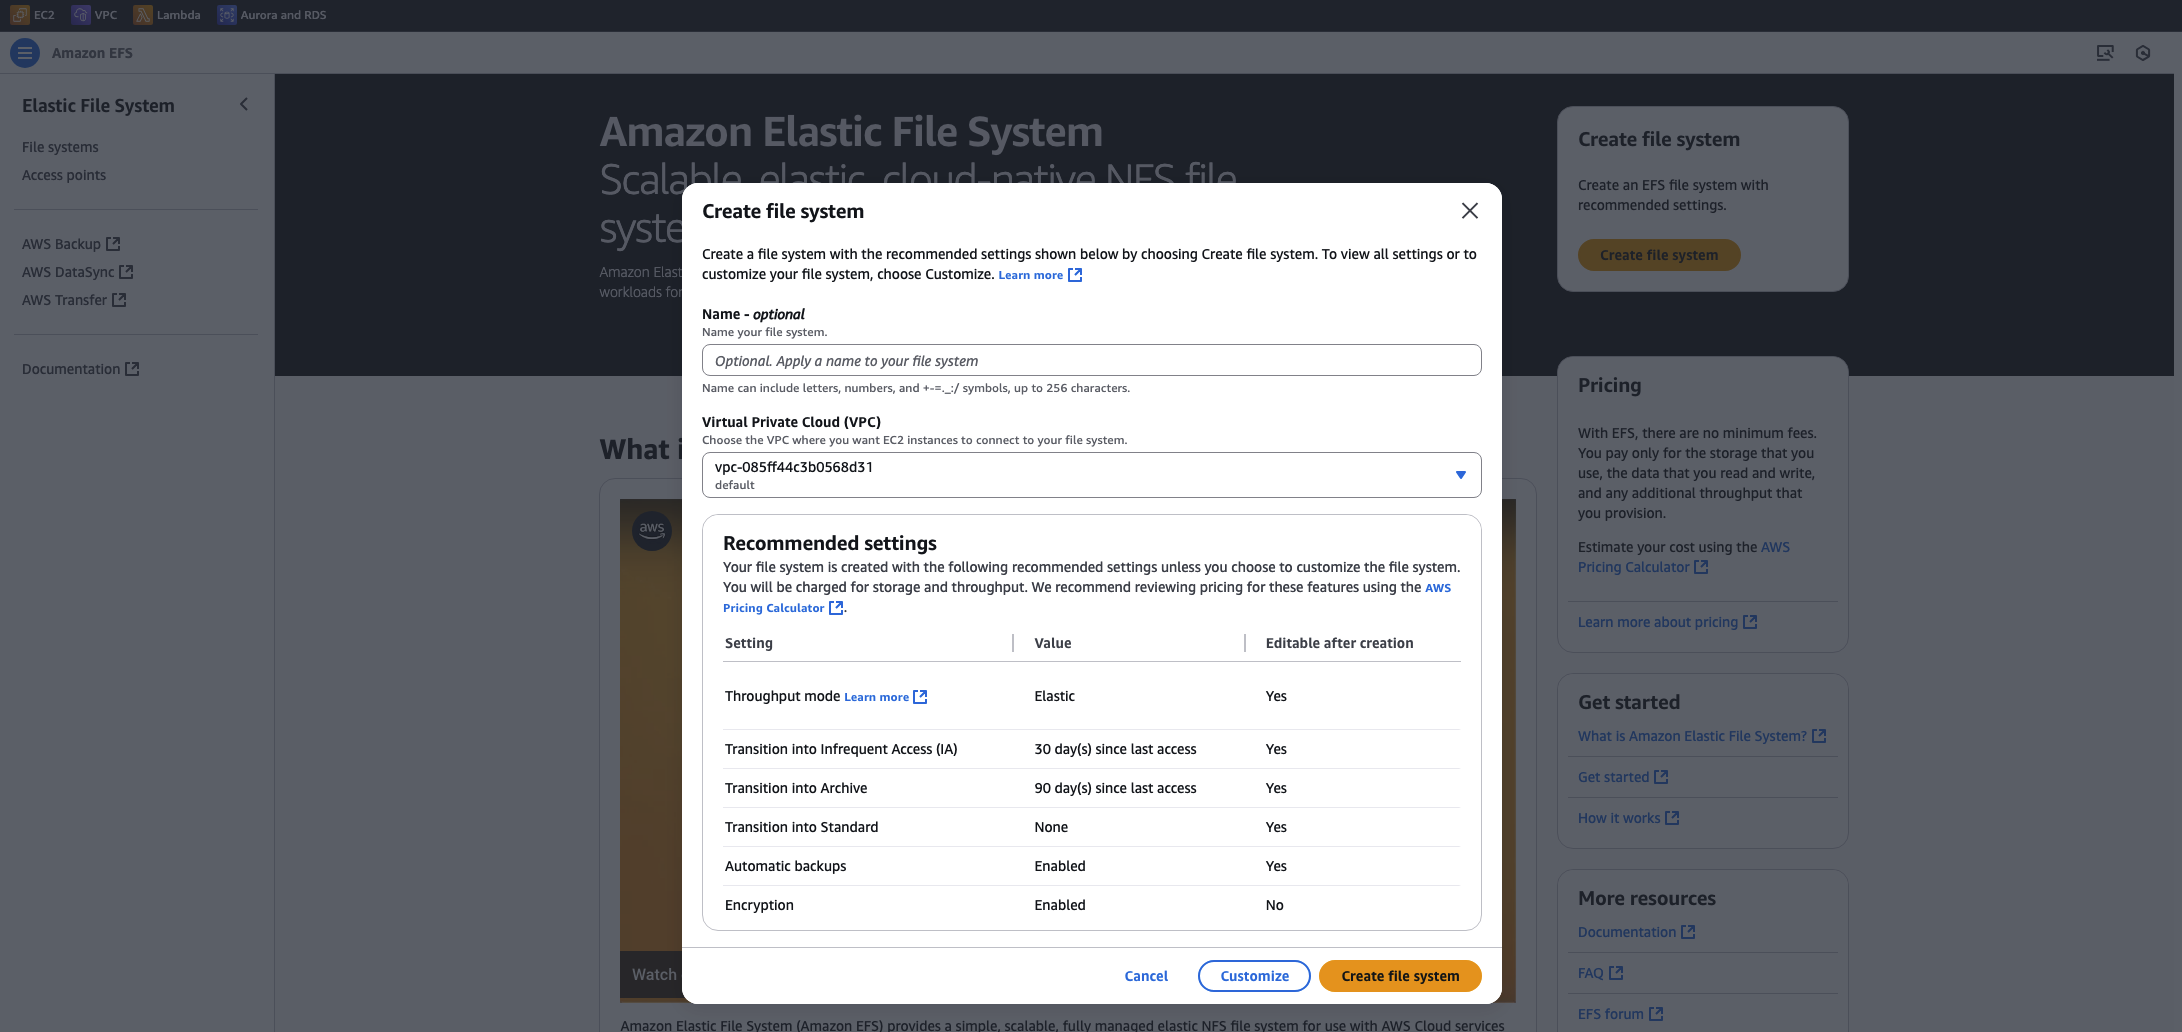 EC2 VPC Lambda Aurora and RDS
Amazon EFS
Elastic File System
File systems
Access points
AWS Backup
AWS DataSync
AWS Transfer
Documentation
Amazon Elastic File System
Scalable, elastic, cloud-native NFS file
syste
Amazon Elast
workloads for
What i
aws
Watch
Amazon Elastic File System (Amazon EFS) provides a simple, scalable, fully managed elastic NFS file system for use with AWS Cloud services
Create file system
Create a file system with the recommended settings shown below by choosing Create file system. To view all settings or to
customize your file system, choose Customize. Learn more
Name - optional
Name your file system.
Optional. Apply a name to your file system
Name can include letters, numbers, and +-=._:/ symbols, up to 256 characters.
Virtual Private Cloud (VPC)
Choose the VPC where you want EC2 instances to connect to your file system.
vpc-085ff44c3b0568d31
default
Recommended settings
Your file system is created with the following recommended settings unless you choose to customize the file system.
You will be charged for storage and throughput. We recommend reviewing pricing for these features using the AWS
Pricing Calculator.
Setting Value Editable after creation
Throughput mode Learn more Elastic Yes
Transition into Infrequent Access (IA) 30 day(s) since last access Yes
Transition into Archive 90 day(s) since last access Yes
Transition into Standard None Yes
Automatic backups Enabled Yes
Encryption Enabled No
Cancel Customize Create file system
Create file system
Create an EFS file system with
recommended settings.
Create file system
Pricing
With EFS, there are no minimum fees.
You pay only for the storage that you
use, the data that you read and write,
and any additional throughput that
you provision.
Estimate your cost using the AWS
Pricing Calculator
Learn more about pricing
Get started
What is Amazon Elastic File System?
Get started
How it works
More resources
Documentation
FAQ
EFS forum